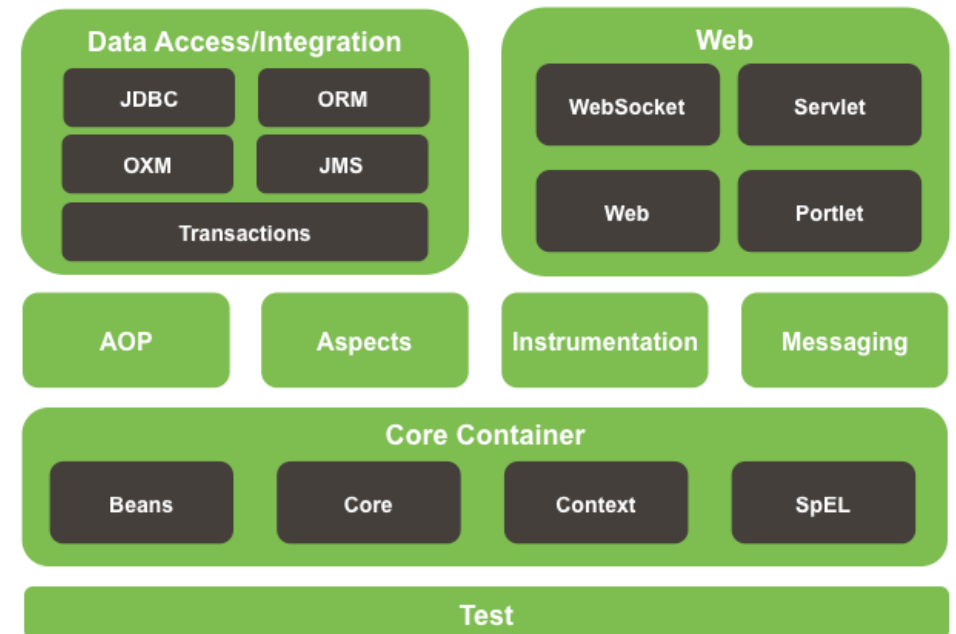 Data Access/Integration
JDBC
ORM
OXM
JMS
Transactions
Web
WebSocket
Servlet
Web
Portlet
AOP
Aspects
Instrumentation
Messaging
Core Container
Beans
Core
Context
SpEL
Test